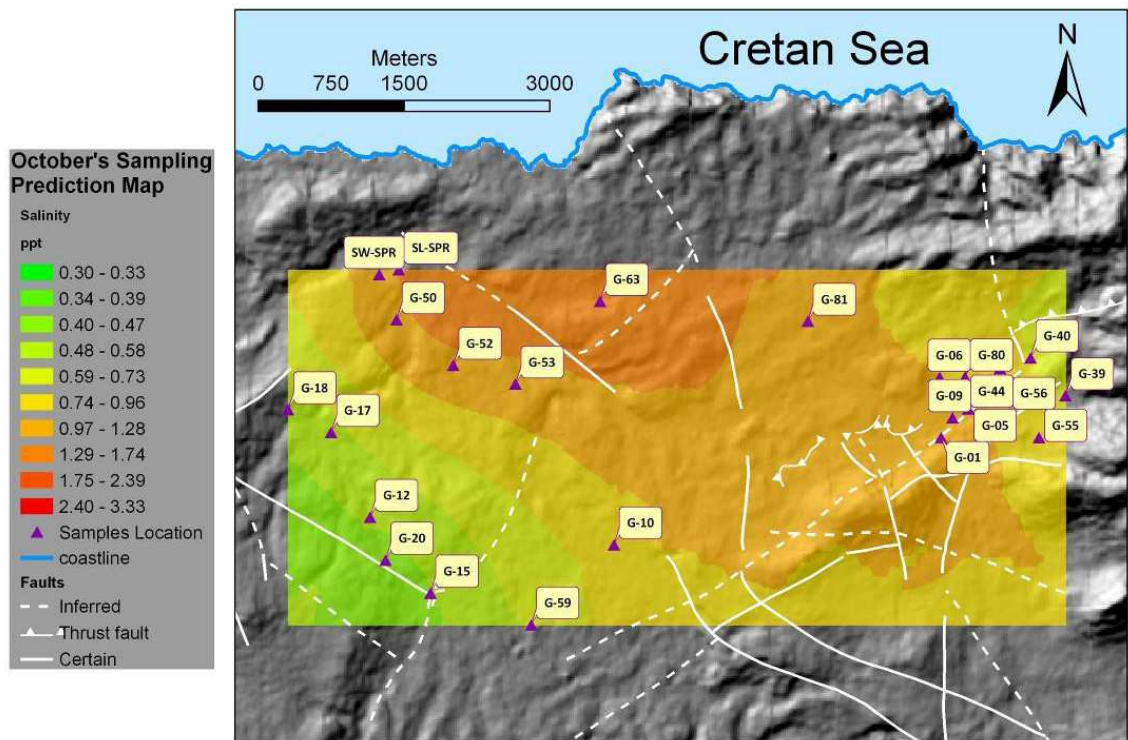 October's Sampling
Prediction Map
Salinity
ppt
0.30 - 0.33
0.34 - 0.39
0.40 - 0.47
0.48 - 0.58
0.59 - 0.73
0.74 - 0.96
0.97 - 1.28
1.29 - 1.74
1.75 - 2.39
2.40 - 3.33
Samples Location
coastline
Faults
Inferred
Thrust fault
Certain
Meters
0 750 1500 3000
Cretan Sea
N
SW-SPR
SL-SPR
G-50
G-63
G-81
G-52
G-53
G-40
G-06
G-80
G-39
G-18
G-17
G-09
G-44
G-56
G-05
G-55
G-01
G-12
G-20
G-10
G-15
G-59